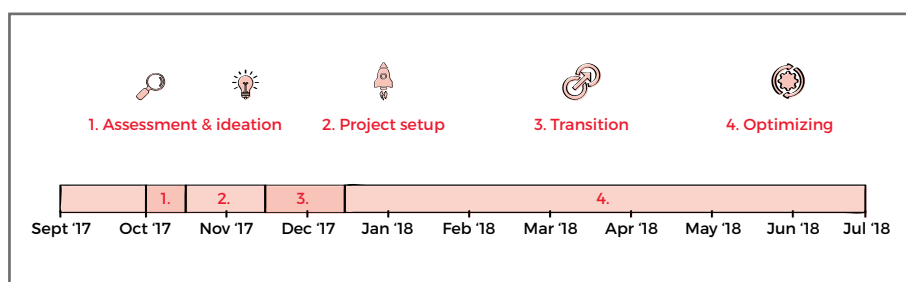 1. Assessment & ideation 2. Project setup 3. Transition 4. Optimizing
1. 2. 3. 4.
Sept ‘17 Oct ‘17 Nov ‘17 Dec ‘17 Jan ‘18 Feb ‘18 Mar ‘18 Apr ‘18 May ‘18 Jun ‘18 Jul ‘18